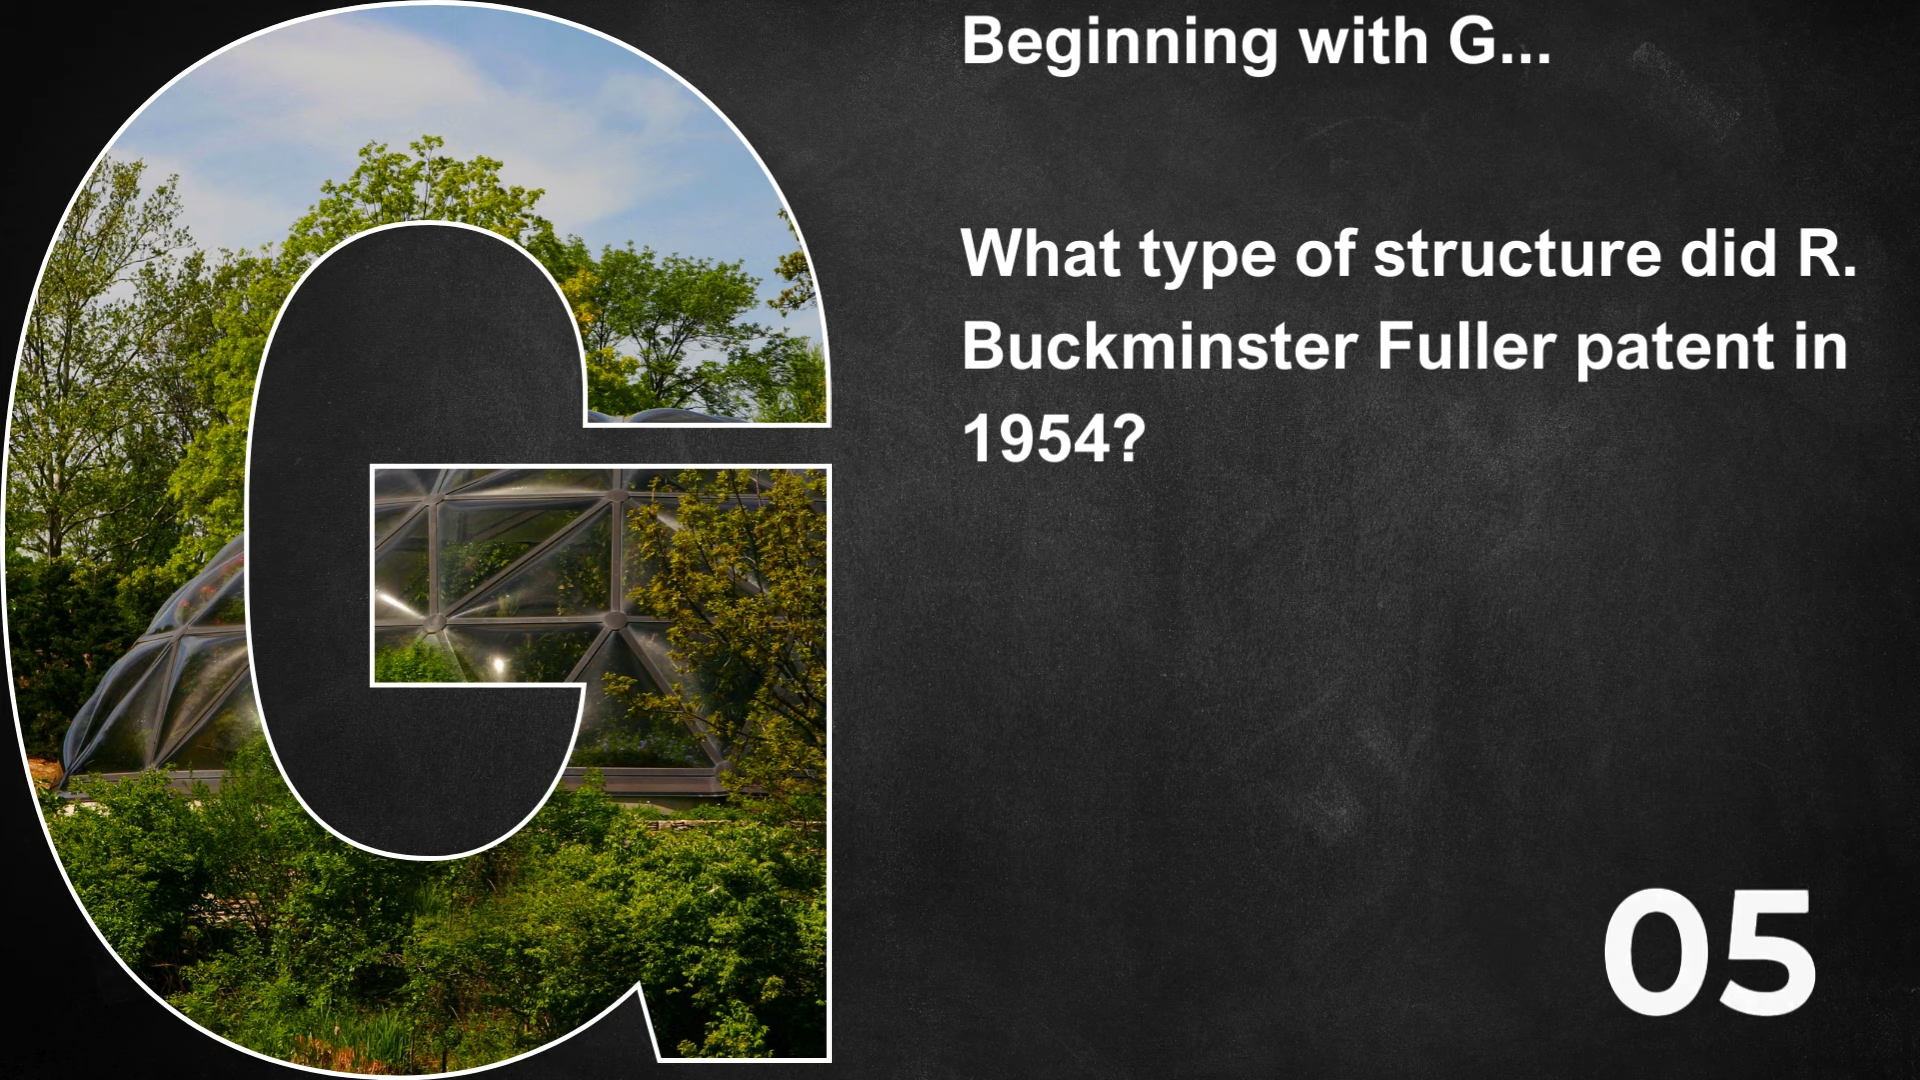 Beginning with G...
What type of structure did R.
Buckminster Fuller patent in
1954?
05